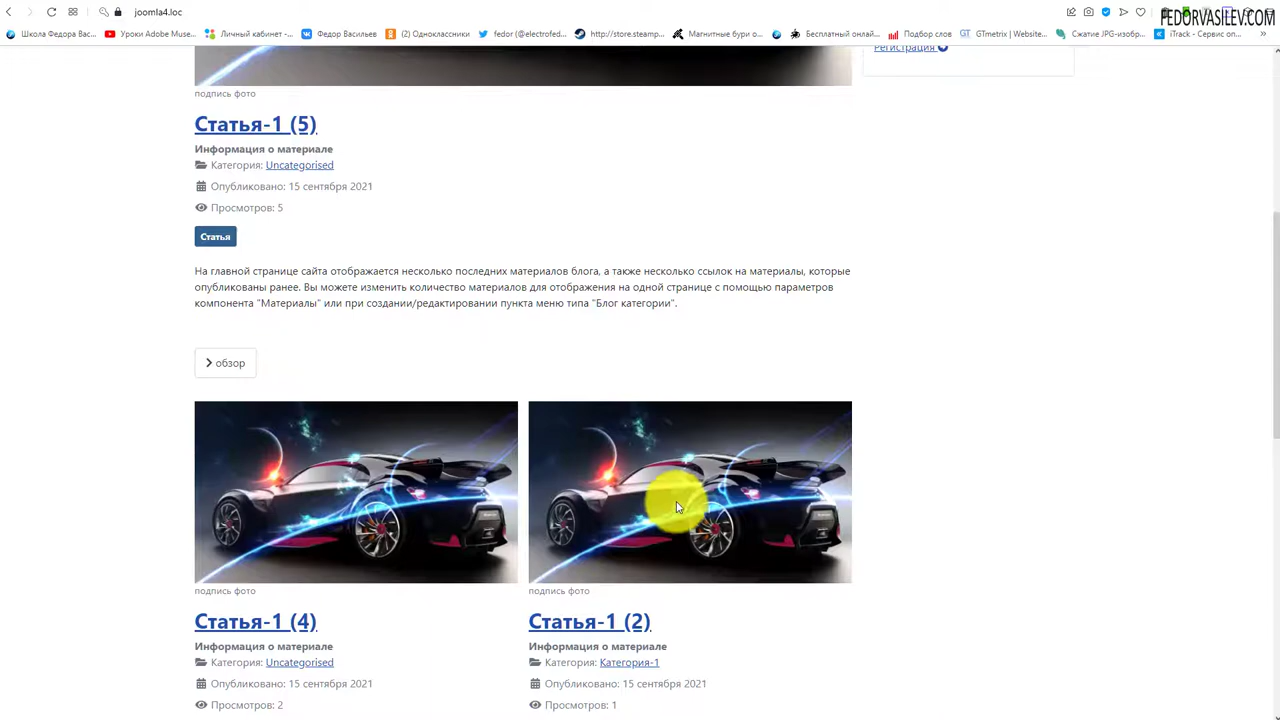 joomla4.loc
FEDORVASILEV.COM
Школа Федора Вас...
Уроки Adobe Muse...
Личный кабинет -...
Федор Васильев
(2) Одноклассники
fedor (@electrofed...
http://store.steamp...
Магнитные бури о...
Бесплатный онлай...
Подбор слов
GTmetrix | Website...
Сжатие JPG-изобр...
iTrack - Сервис оп...
Регистрация
подпись фото
Статья-1 (5)
Информация о материале
Категория: Uncategorised
Опубликовано: 15 сентября 2021
Просмотров: 5
Статья
На главной странице сайта отображается несколько последних материалов блога, а также несколько ссылок на материалы, которые
опубликованы ранее. Вы можете изменить количество материалов для отображения на одной странице с помощью параметров
компонента "Материалы" или при создании/редактировании пункта меню типа "Блог категории".
обзор
подпись фото
Статья-1 (4)
Информация о материале
Категория: Uncategorised
Опубликовано: 15 сентября 2021
Просмотров: 2
подпись фото
Статья-1 (2)
Информация о материале
Категория: Категория-1
Опубликовано: 15 сентября 2021
Просмотров: 1